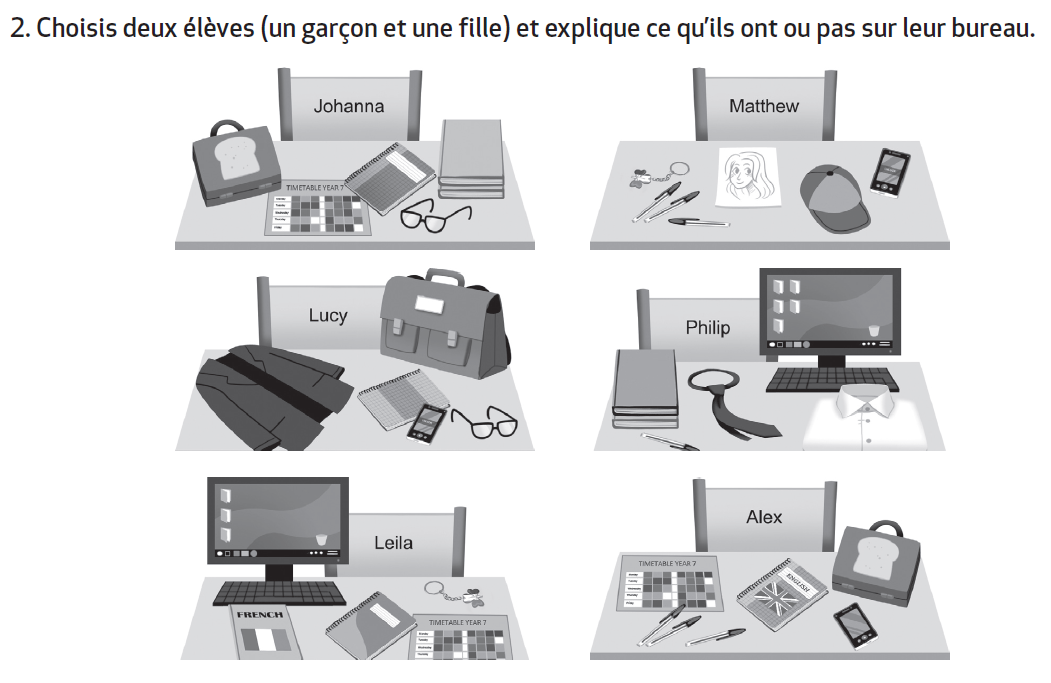 2. Choisis deux élèves (un garçon et une fille) et explique ce qu'ils ont ou pas sur leur bureau.
Johanna
TIMETABLE YEAR 7
Matthew
Lucy
Philip
Leila
FRENCH
TIMETABLE YEAR 7
Alex
TIMETABLE YEAR 7
ENGLISH